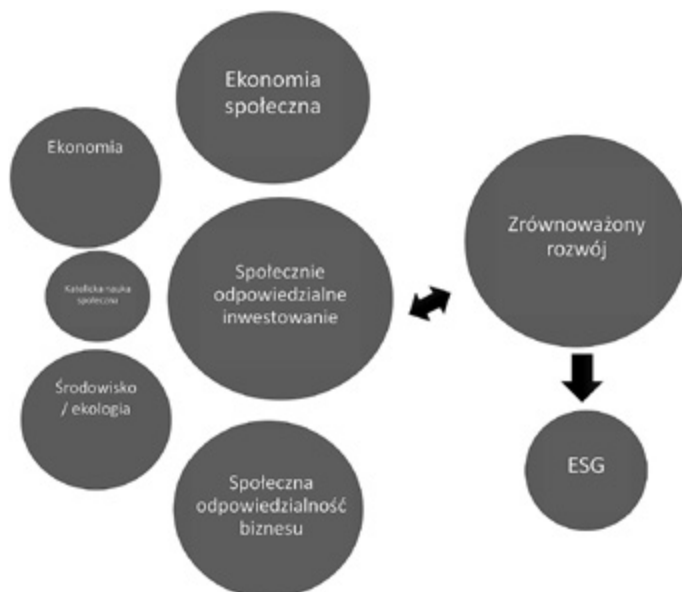 Ekonomia
społeczna
Ekonomia
Katolicka nauka
społeczna
Społecznie
odpowiedzialne
inwestowanie
Środowisko
/ ekologia
Społeczna
odpowiedzialność
biznesu
Zrównoważony
rozwój
ESG